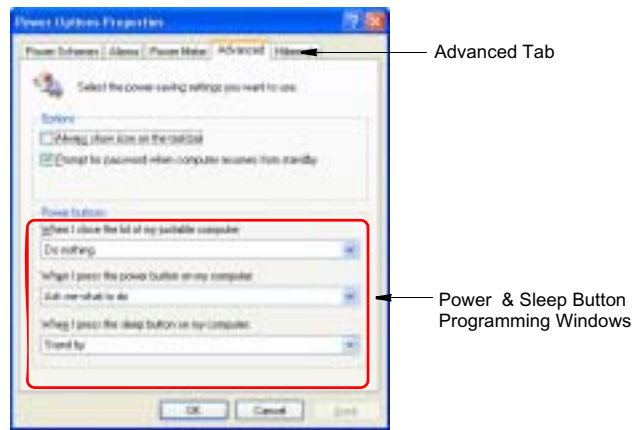 Power Options Properties
Power Schemes Alarms Power Meter Advanced
Advanced Tab
Select the power-saving settings you want to use.
Options
Always show icon on the taskbar
Prompt for password when computer resumes from standby
Power buttons
When I close the lid of my portable computer:
Do nothing
When I press the power button on my computer:
Ask me what to do
Power & Sleep Button
Programming Windows
When I press the sleep button on my computer:
Stand by
OK Cancel Apply